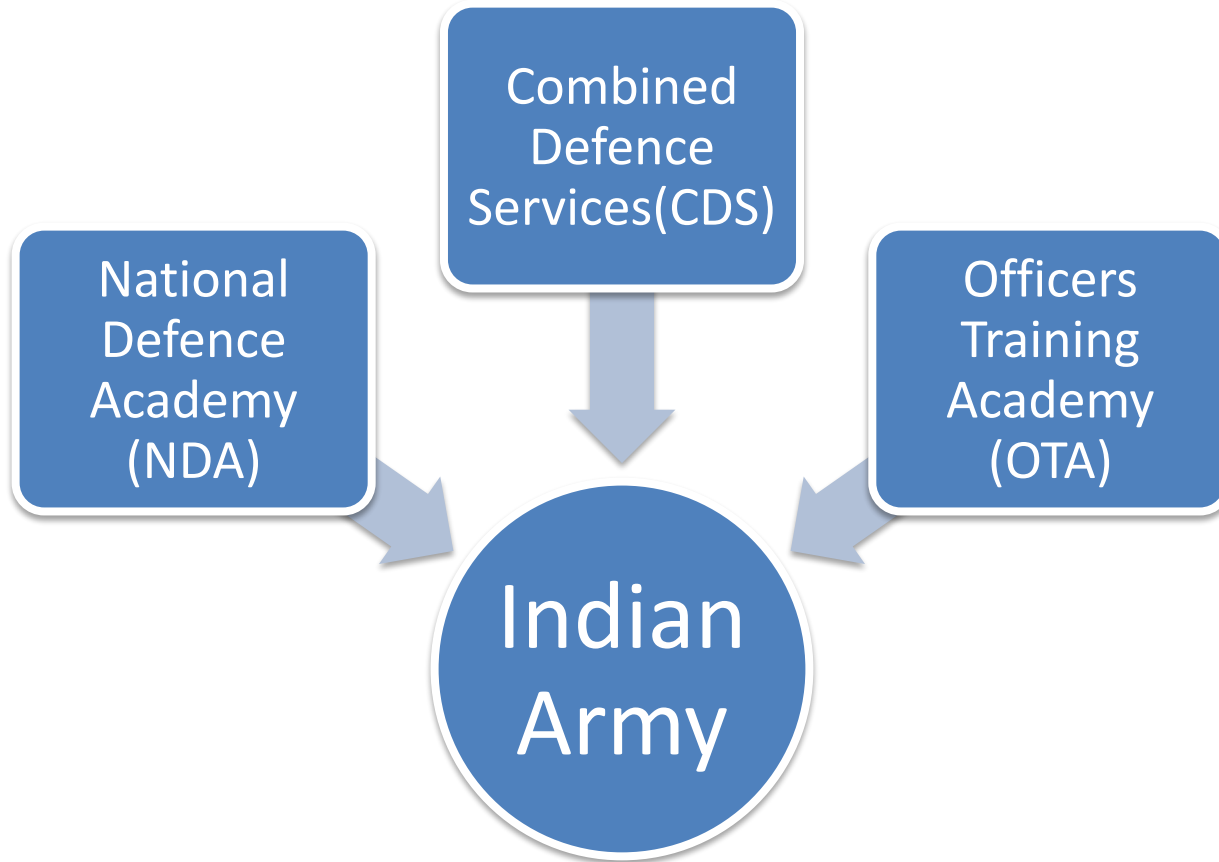 Combined
Defence
Services(CDS)
National
Defence
Academy
(NDA)
Officers
Training
Academy
(OTA)
Indian
Army